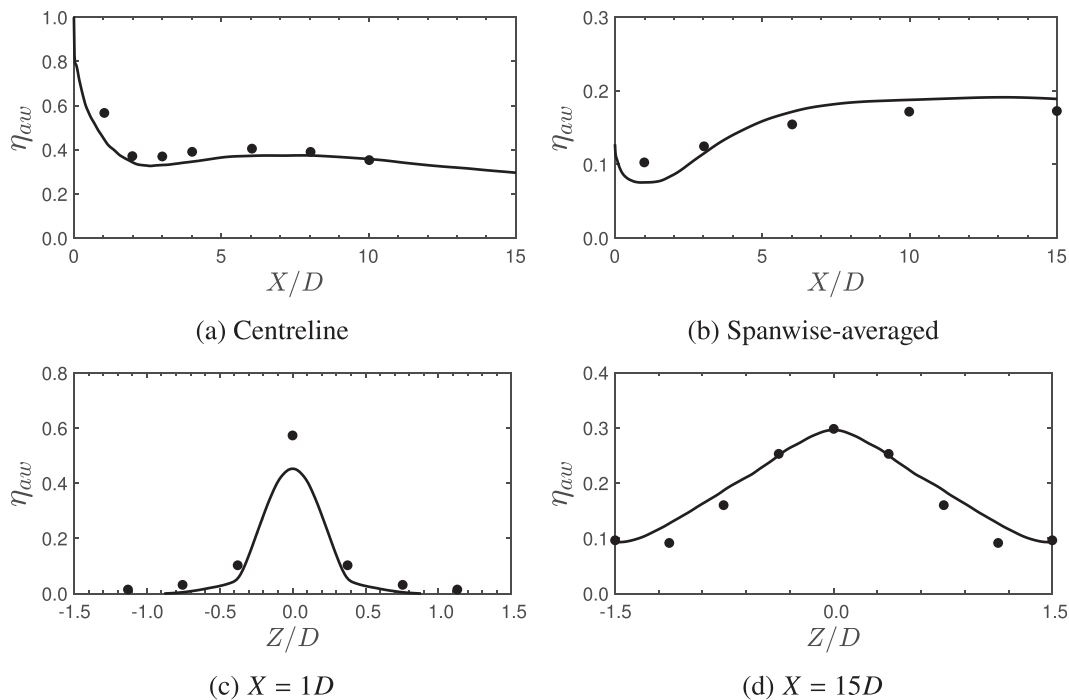 1.0
0.8
0.6
0.4
0.2
0.0
η_aw
0 5 10 15
X/D
(a) Centreline
0.3
0.2
0.1
0.0
η_aw
0 5 10 15
X/D
(b) Spanwise-averaged
0.8
0.6
0.4
0.2
0.0
η_aw
-1.5 -1.0 -0.5 0.0 0.5 1.0 1.5
Z/D
(c) X = 1D
0.4
0.3
0.2
0.1
0.0
η_aw
-1.5 0.0 1.5
Z/D
(d) X = 15D